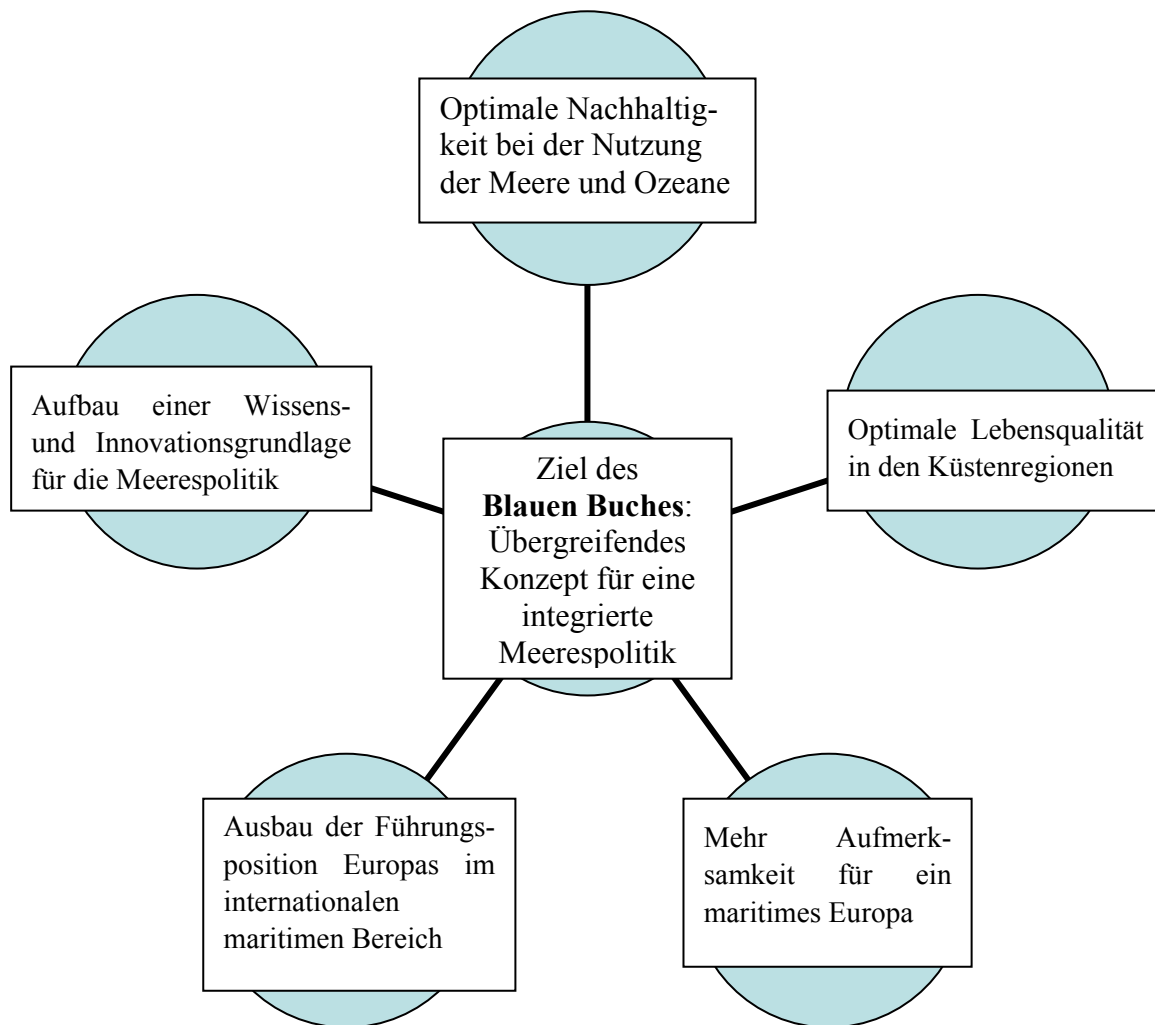 Optimale Nachhaltig-
keit bei der Nutzung
der Meere und Ozeane
Aufbau einer Wissens-
und Innovationsgrundlage
für die Meerespolitik
Optimale Lebensqualität
in den Küstenregionen
Ziel des
Blauen Buches:
Übergreifendes
Konzept für eine
integrierte
Meerespolitik
Ausbau der Führungs-
position Europas im
internationalen
maritimen Bereich
Mehr Aufmerk-
samkeit für ein
maritimes Europa